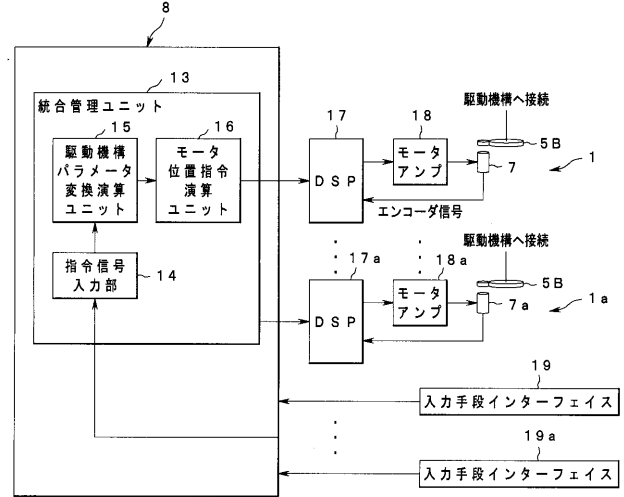 8
13
統合管理ユニット
15
16
駆動機構
パラメータ
変換演算
ユニット
モータ
位置指令
演算
ユニット
指令信号
入力部
14
17
18
DSP
モータ
アンプ
駆動機構へ接続
5B
7
1
エンコーダ信号
17a
18a
DSP
モータ
アンプ
駆動機構へ接続
5B
7a
1a
19
入力手段インターフェイス
19a
入力手段インターフェイス